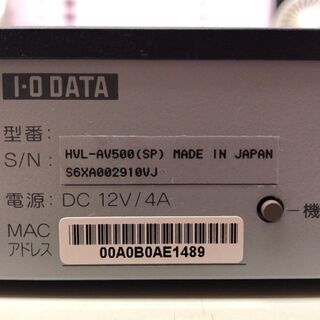 I-O DATA
型番: HVL-AV500(SP) MADE IN JAPAN
S/N: S6XA002910VJ
電源: DC 12V/4A
機
MAC
アドレス
00A0B0AE1489